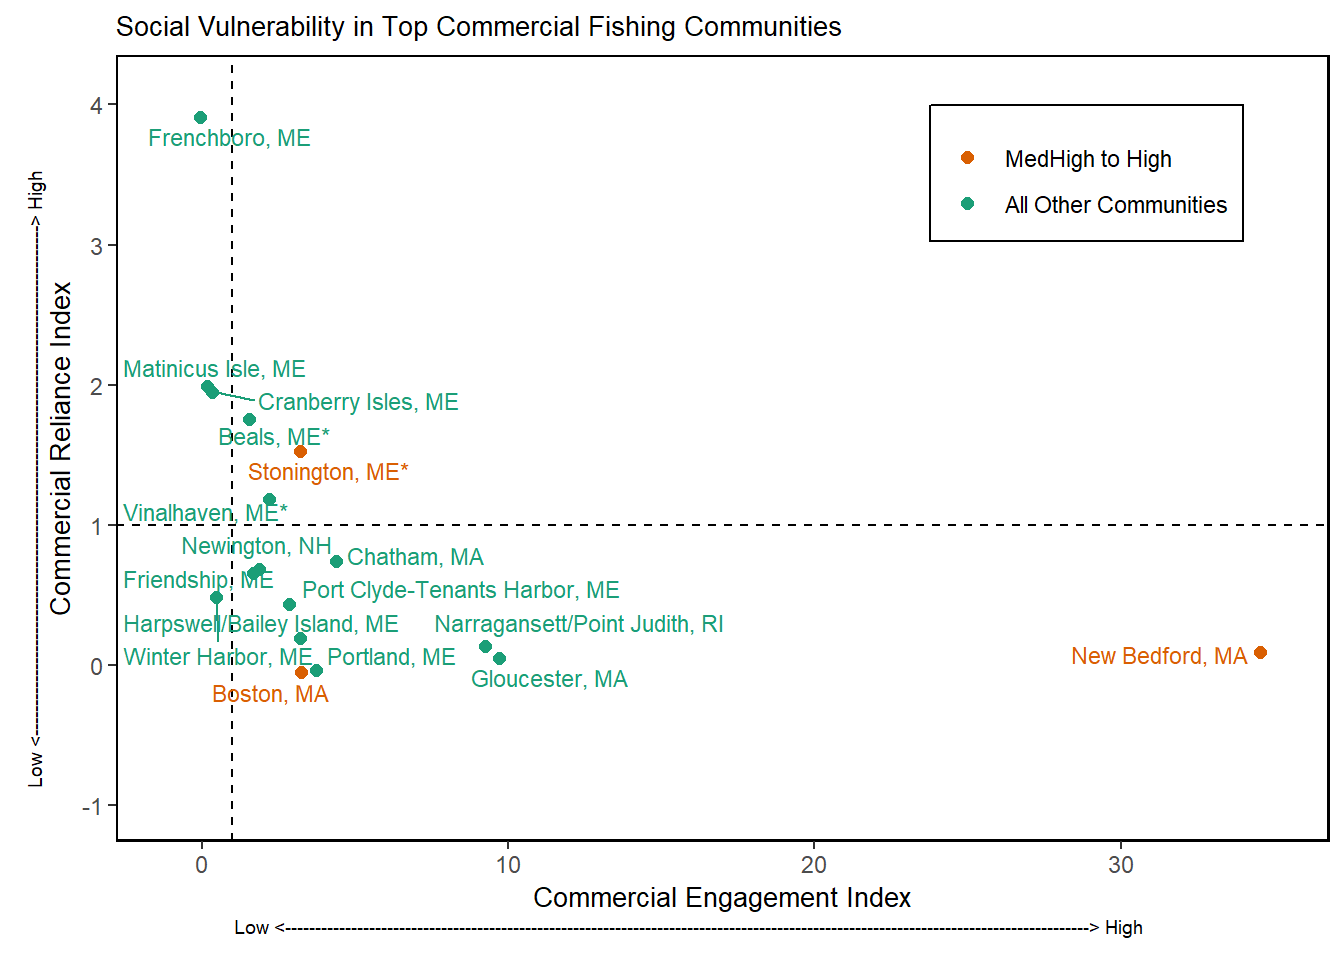 Social Vulnerability in Top Commercial Fishing Communities
4
Frenchboro, ME
MedHigh to High
All Other Communities
3
Matinicus Isle, ME
2
Cranberry Isles, ME
Beals, ME*
Stonington, ME*
Vinalhaven, ME*
1
Newington, NH
Chatham, MA
Friendship, ME
Port Clyde-Tenants Harbor, ME
Harpswell/Bailey Island, ME
Narragansett/Point Judith, RI
Winter Harbor, ME
Portland, ME
0
New Bedford, MA
Gloucester, MA
Boston, MA
-1
Commercial Reliance Index
Low <--------------------------------------------------------------------------------------> High
0 10 20 30
Commercial Engagement Index
Low <--------------------------------------------------------------------------------------------------------------------------------------> High